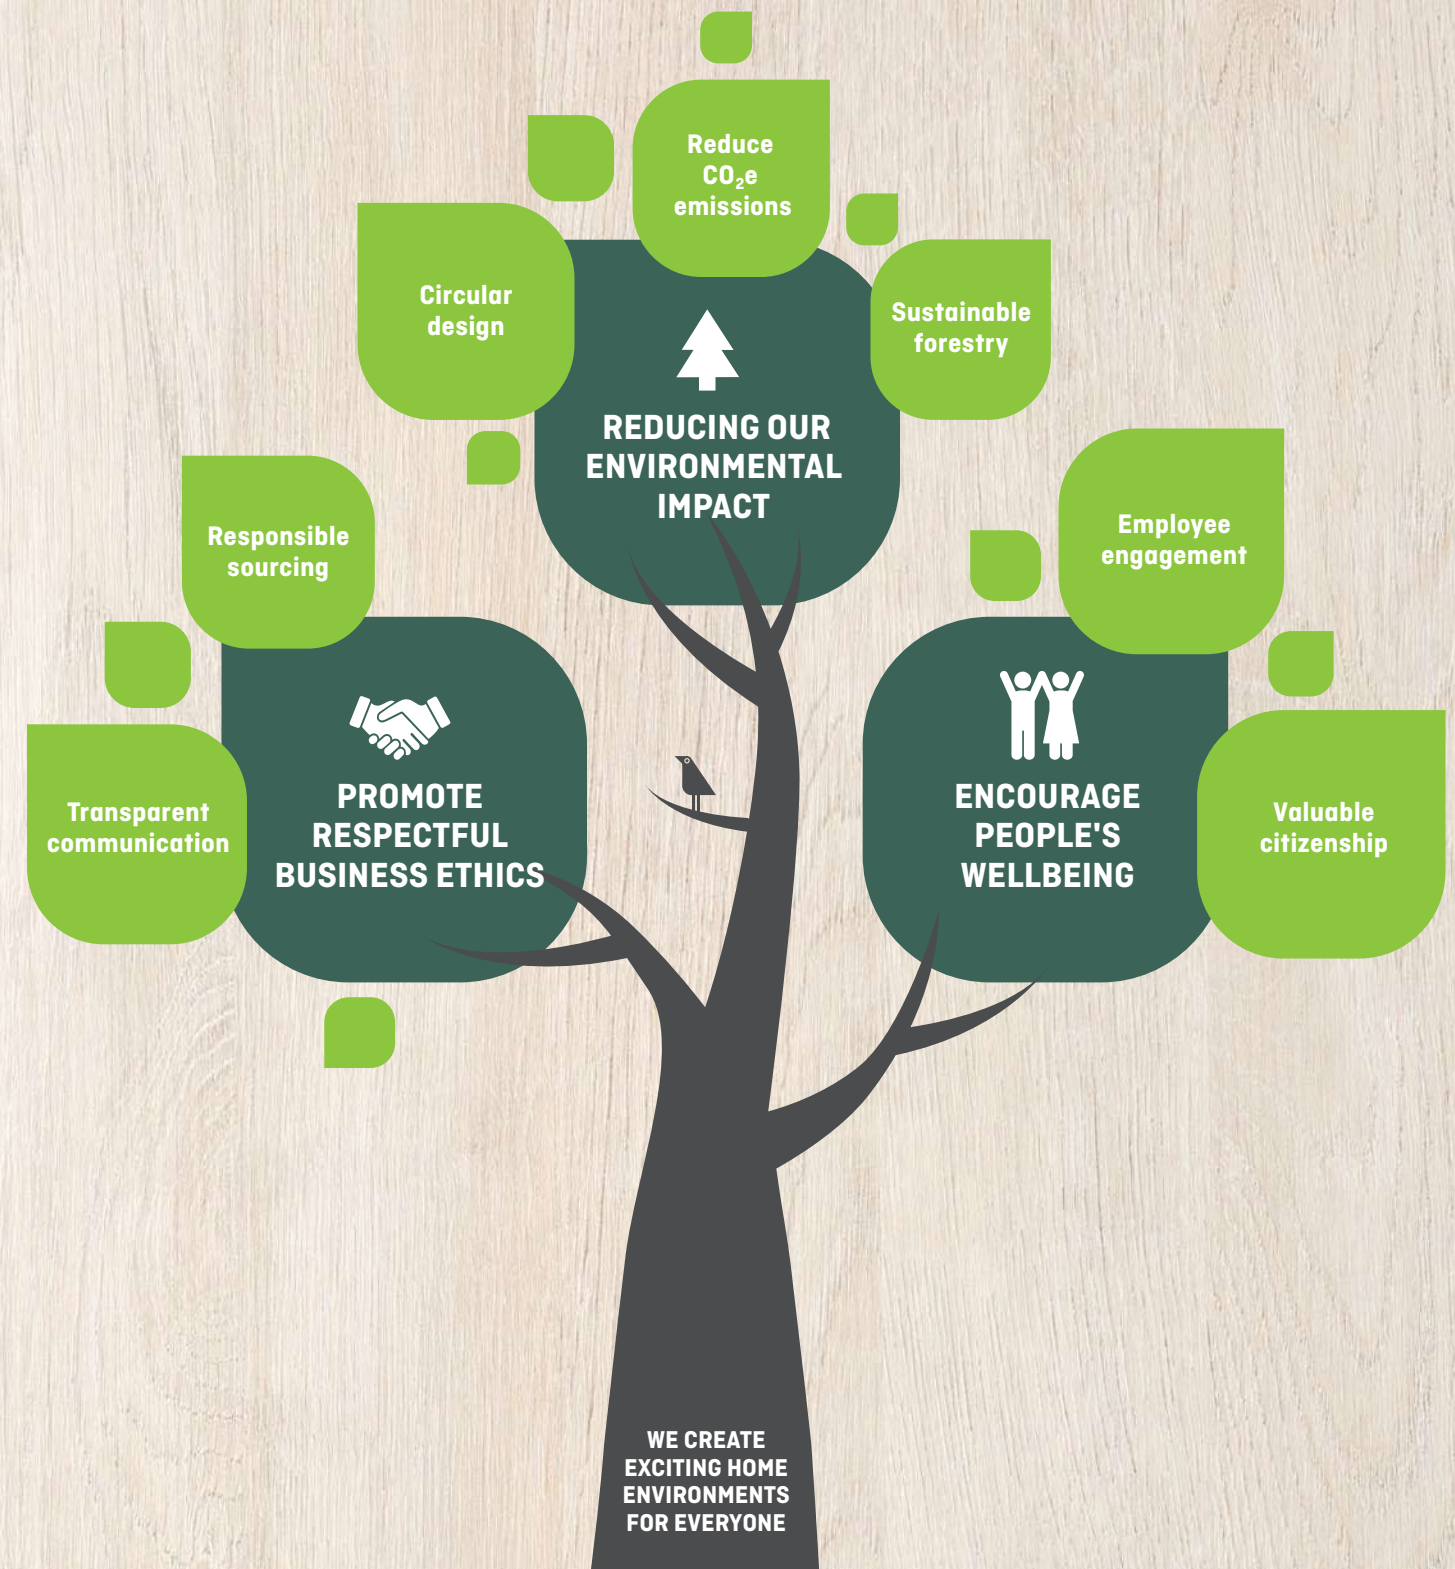 Reduce
CO₂e
emissions
Circular
design
Sustainable
forestry
REDUCING OUR
ENVIRONMENTAL
IMPACT
Responsible
sourcing
Employee
engagement
Transparent
communication
PROMOTE
RESPECTFUL
BUSINESS ETHICS
ENCOURAGE
PEOPLE'S
WELLBEING
Valuable
citizenship
WE CREATE
EXCITING HOME
ENVIRONMENTS
FOR EVERYONE